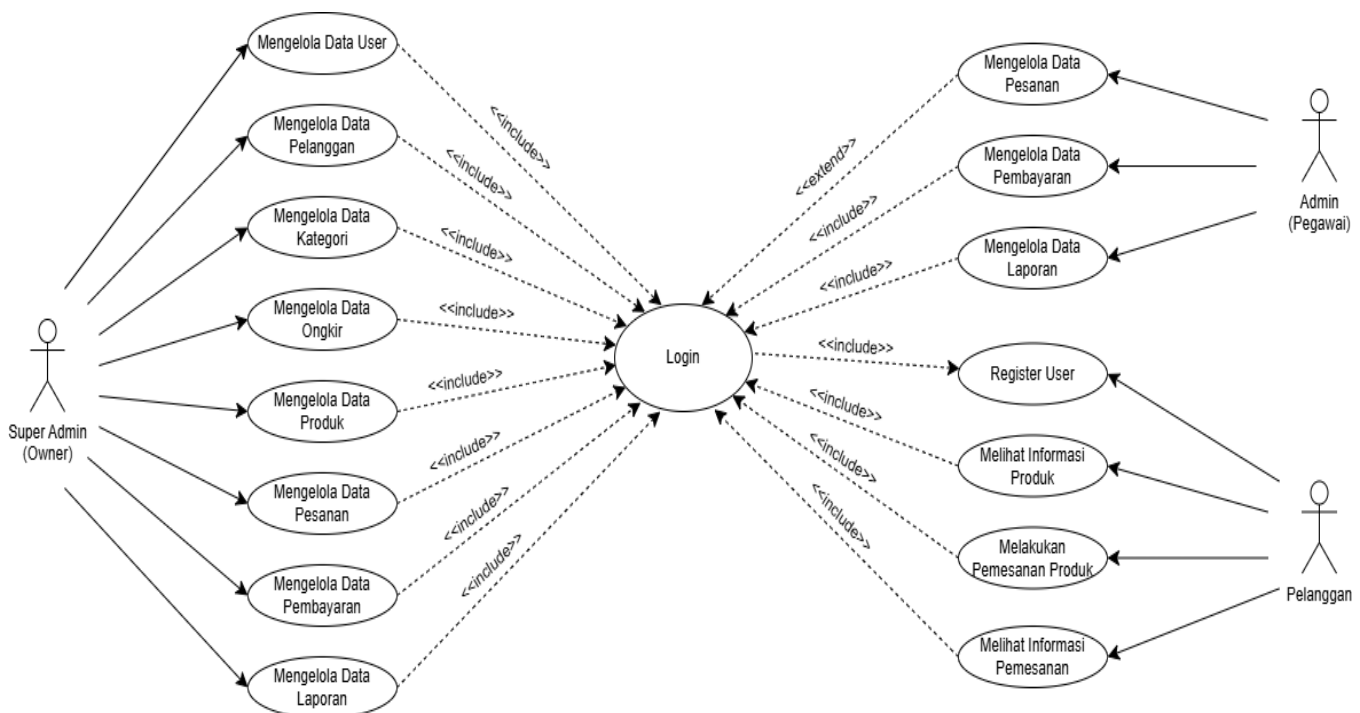 Mengelola Data User
Mengelola Data
Pelanggan
Mengelola Data
Kategori
Mengelola Data
Ongkir
Mengelola Data
Produk
Mengelola Data
Pesanan
Mengelola Data
Pembayaran
Mengelola Data
Laporan
Super Admin
(Owner)
<<include>>
<<include>>
<<include>>
<<include>>
<<include>>
<<include>>
<<include>>
<<include>>
Login
<<extend>>
<<include>>
<<include>>
<<include>>
<<include>>
<<include>>
<<include>>
Mengelola Data
Pesanan
Mengelola Data
Pembayaran
Mengelola Data
Laporan
Register User
Melihat Informasi
Produk
Melakukan
Pemesanan Produk
Melihat Informasi
Pemesanan
Admin
(Pegawai)
Pelanggan